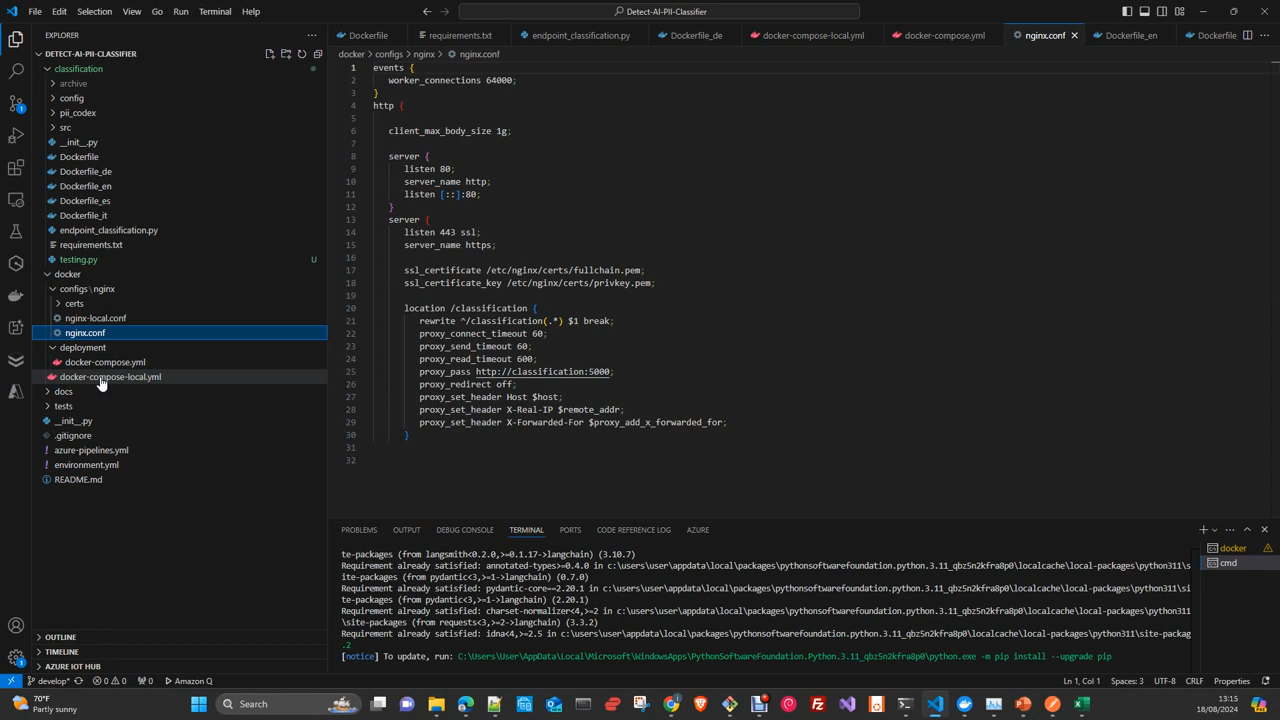 File Edit Selection View Go Run Terminal Help
Detect-AI-PII-Classifier
EXPLORER
DETECT-AI-PII-CLASSIFIER
classification
archive
config
pii_codex
src
__init__.py
Dockerfile
Dockerfile_de
Dockerfile_en
Dockerfile_es
Dockerfile_it
endpoint_classification.py
requirements.txt
testing.py U
docker
configs \ nginx
certs
nginx-local.conf
nginx.conf
deployment
docker-compose.yml
docker-compose-local.yml
docs
tests
__init__.py
.gitignore
azure-pipelines.yml
environment.yml
README.md
OUTLINE
TIMELINE
AZURE IOT HUB
Dockerfile requirements.txt endpoint_classification.py Dockerfile_de docker-compose-local.yml docker-compose.yml nginx.conf Dockerfile_en Dockerfile
docker > configs > nginx > nginx.conf
1 events {
2 worker_connections 64000;
3 }
4 http {
5
6 client_max_body_size 1g;
7
8 server {
9 listen 80;
10 server_name http;
11 listen [::]:80;
12 }
13 server {
14 listen 443 ssl;
15 server_name https;
16
17 ssl_certificate /etc/nginx/certs/fullchain.pem;
18 ssl_certificate_key /etc/nginx/certs/privkey.pem;
19
20 location /classification {
21 rewrite ^/classification(.*) $1 break;
22 proxy_connect_timeout 60;
23 proxy_send_timeout 60;
24 proxy_read_timeout 600;
25 proxy_pass http://classification:5000;
26 proxy_redirect off;
27 proxy_set_header Host $host;
28 proxy_set_header X-Real-IP $remote_addr;
29 proxy_set_header X-Forwarded-For $proxy_add_x_forwarded_for;
30 }
31
32
PROBLEMS OUTPUT DEBUG CONSOLE TERMINAL PORTS CODE REFERENCE LOG AZURE
te-packages (from langsmith<0.2.0,>=0.1.17->langchain) (3.10.7)
Requirement already satisfied: annotated-types>=0.4.0 in c:\users\user\appdata\local\packages\pythonsoftwarefoundation.python.3.11_qbz5n2kfra8p0\localcache\local-packages\python311\s
ite-packages (from pydantic<3,>=1->langchain) (0.7.0)
Requirement already satisfied: pydantic-core==2.20.1 in c:\users\user\appdata\local\packages\pythonsoftwarefoundation.python.3.11_qbz5n2kfra8p0\localcache\local-packages\python311\si
te-packages (from pydantic<3,>=1->langchain) (2.20.1)
Requirement already satisfied: charset-normalizer<4,>=2 in c:\users\user\appdata\local\packages\pythonsoftwarefoundation.python.3.11_qbz5n2kfra8p0\localcache\local-packages\python311
\site-packages (from requests<3,>=2->langchain) (3.3.2)
Requirement already satisfied: idna<4,>=2.5 in c:\users\user\appdata\local\packages\pythonsoftwarefoundation.python.3.11_qbz5n2kfra8p0\localcache\local-packages\python311\site-packag
.2
[notice] To update, run: C:\Users\User\AppData\Local\Microsoft\WindowsApps\PythonSoftwareFoundation.Python.3.11_qbz5n2kfra8p0\python.exe -m pip install --upgrade pip
docker
cmd
develop* 0 0 0 Amazon Q
Ln 1, Col 1 Spaces: 3 UTF-8 CRLF Properties
70°F
Partly sunny
Search
13:15
18/08/2024